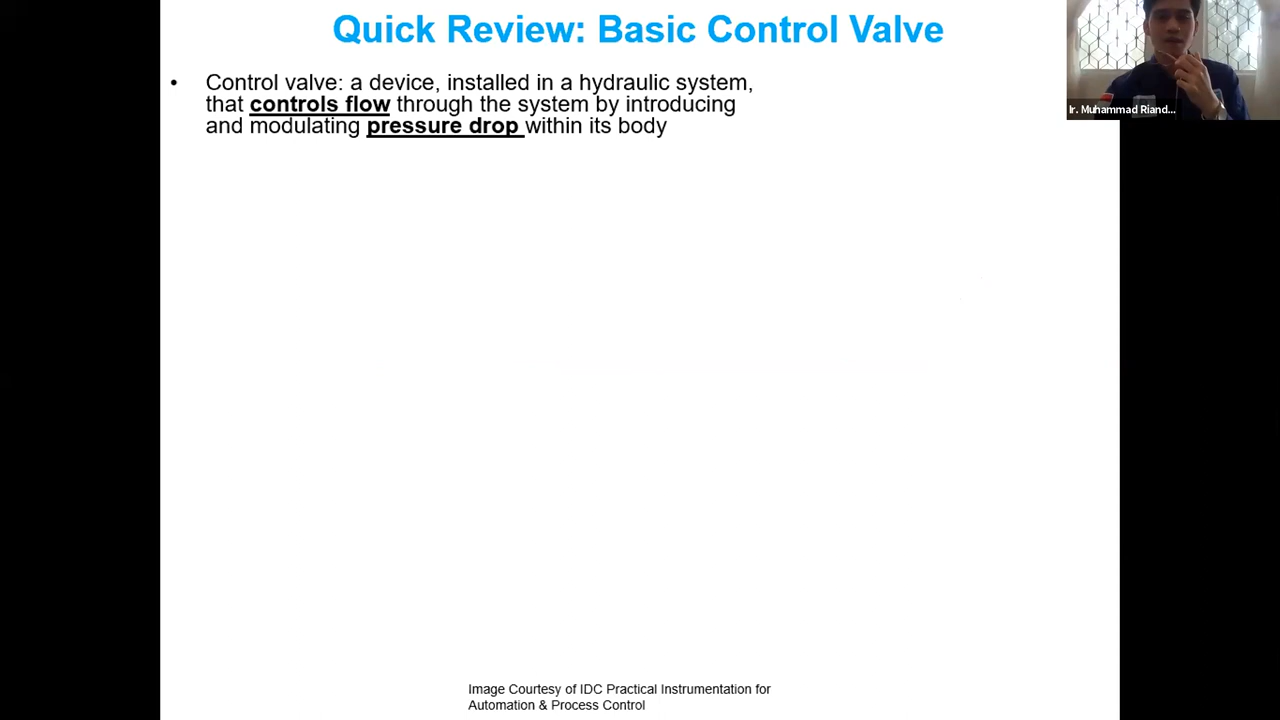 Quick Review: Basic Control Valve
Ir. Muhammad Riand...
• Control valve: a device, installed in a hydraulic system,
that controls flow through the system by introducing
and modulating pressure drop within its body
Image Courtesy of IDC Practical Instrumentation for
Automation & Process Control